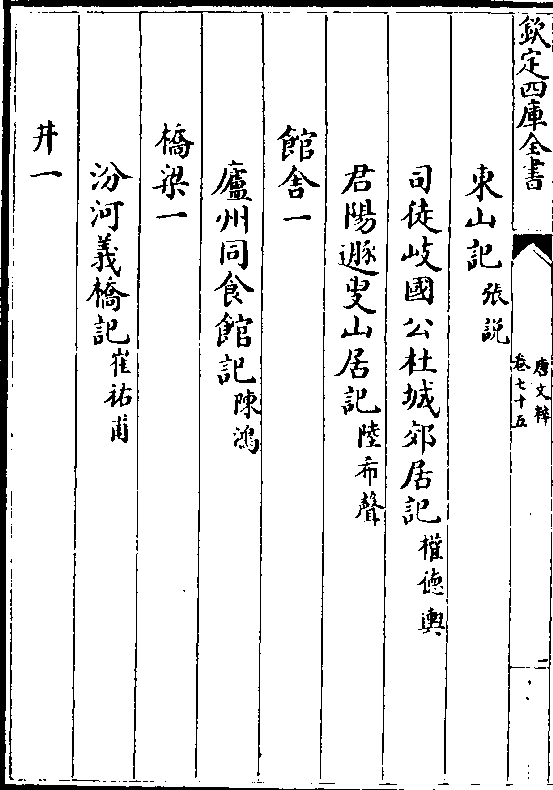 欽定四庫全書
唐文粹
卷七十五
東山記張説
司徒岐國公杜城郊居記權德輿
君陽遯叟山居記陸希聲
館舍一
廬州同食館記陳鴻
橋梁一
汾河義橋記崔祐甫
井一